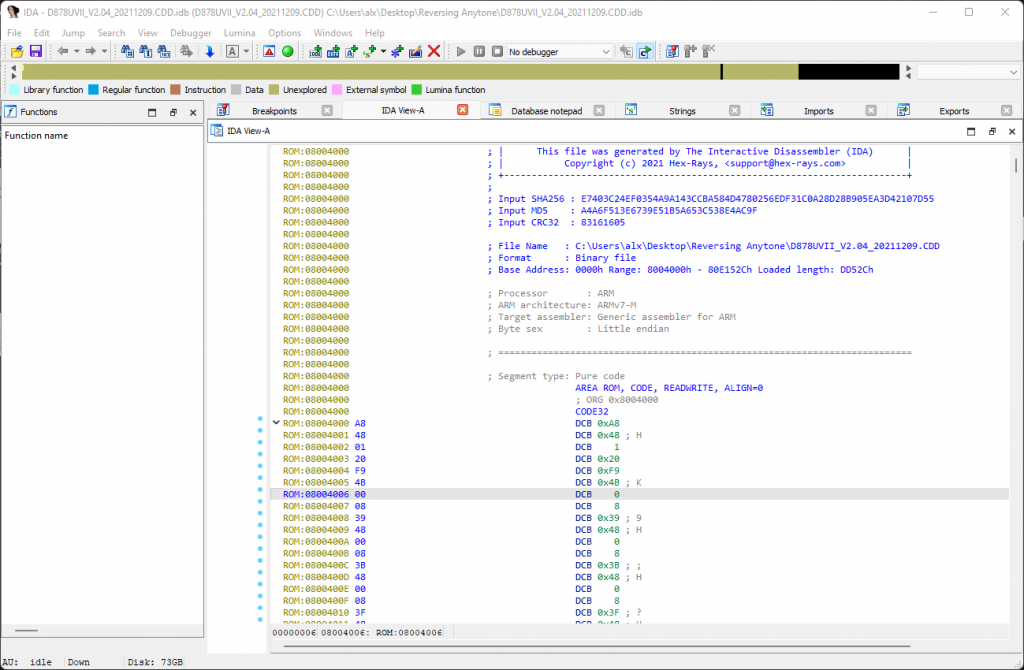 IDA - D878UVII_V2.04_20211209.CDD.idb (D878UVII_V2.04_20211209.CDD) C:\Users\alx\Desktop\Reversing Anytone\D878UVII_V2.04_20211209.CDD.idb
File Edit Jump Search View Debugger Lumina Options Windows Help
No debugger
Library function Regular function Instruction Data Unexplored External symbol Lumina function
Functions
Breakpoints IDA View-A Database notepad Strings Imports Exports
Function name
IDA View-A
ROM:08004000 ; | This file was generated by The Interactive Disassembler (IDA) |
ROM:08004000 ; | Copyright (c) 2021 Hex-Rays, <support@hex-rays.com> |
ROM:08004000 ; +-------------------------------------------------------------------------+
ROM:08004000 ;
ROM:08004000 ; Input SHA256 : E7403C24EF0354A9A143CCBA584D4780256EDF31C0A28D28B905EA3D42107D55
ROM:08004000 ; Input MD5 : A4A6F513E6739E51B5A653C538E4AC9F
ROM:08004000 ; Input CRC32 : 83161605
ROM:08004000
ROM:08004000 ; File Name : C:\Users\alx\Desktop\Reversing Anytone\D878UVII_V2.04_20211209.CDD
ROM:08004000 ; Format : Binary file
ROM:08004000 ; Base Address: 0000h Range: 8004000h - 80E152Ch Loaded length: DD52Ch
ROM:08004000
ROM:08004000 ; Processor : ARM
ROM:08004000 ; ARM architecture: ARMv7-M
ROM:08004000 ; Target assembler: Generic assembler for ARM
ROM:08004000 ; Byte sex : Little endian
ROM:08004000
ROM:08004000 ; ===========================================================================
ROM:08004000
ROM:08004000 ; Segment type: Pure code
ROM:08004000 AREA ROM, CODE, READWRITE, ALIGN=0
ROM:08004000 ; ORG 0x8004000
ROM:08004000 CODE32
ROM:08004000 A8 DCB 0xA8
ROM:08004001 48 DCB 0x48 ; H
ROM:08004002 01 DCB 1
ROM:08004003 20 DCB 0x20
ROM:08004004 F9 DCB 0xF9
ROM:08004005 4B DCB 0x4B ; K
ROM:08004006 00 DCB 0
ROM:08004007 08 DCB 8
ROM:08004008 39 DCB 0x39 ; 9
ROM:08004009 48 DCB 0x48 ; H
ROM:0800400A 00 DCB 0
ROM:0800400B 08 DCB 8
ROM:0800400C 3B DCB 0x3B ; ;
ROM:0800400D 48 DCB 0x48 ; H
ROM:0800400E 00 DCB 0
ROM:0800400F 08 DCB 8
ROM:08004010 3F DCB 0x3F ; ?
ROM:08004011 48 DCB 0x48 ; H
00000006 08004006: ROM:08004006
AU: idle Down Disk: 73GB